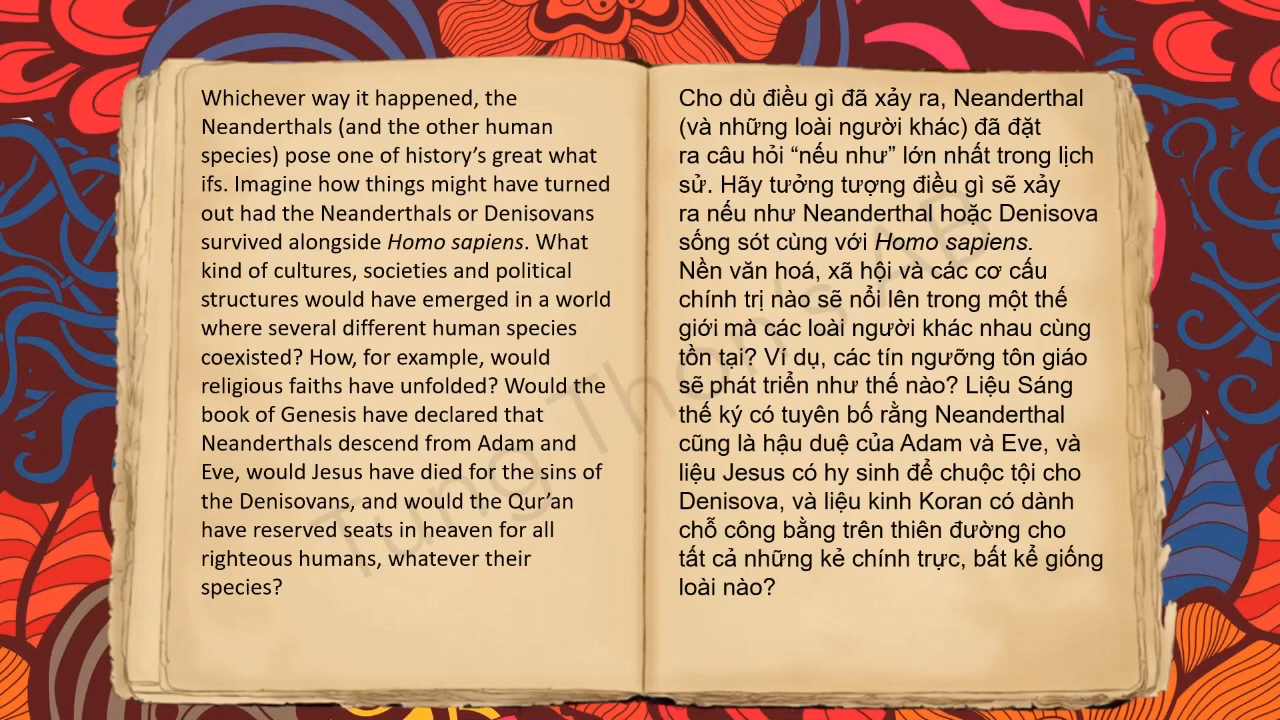 Whichever way it happened, the
Neanderthals (and the other human
species) pose one of history’s great what
ifs. Imagine how things might have turned
out had the Neanderthals or Denisovans
survived alongside Homo sapiens. What
kind of cultures, societies and political
structures would have emerged in a world
where several different human species
coexisted? How, for example, would
religious faiths have unfolded? Would the
book of Genesis have declared that
Neanderthals descend from Adam and
Eve, would Jesus have died for the sins of
the Denisovans, and would the Qur’an
have reserved seats in heaven for all
righteous humans, whatever their
species?
Cho dù điều gì đã xảy ra, Neanderthal
(và những loài người khác) đã đặt
ra câu hỏi “nếu như” lớn nhất trong lịch
sử. Hãy tưởng tượng điều gì sẽ xảy
ra nếu như Neanderthal hoặc Denisova
sống sót cùng với Homo sapiens.
Nền văn hoá, xã hội và các cơ cấu
chính trị nào sẽ nổi lên trong một thế
giới mà các loài người khác nhau cùng
tồn tại? Ví dụ, các tín ngưỡng tôn giáo
sẽ phát triển như thế nào? Liệu Sáng
thế ký có tuyên bố rằng Neanderthal
cũng là hậu duệ của Adam và Eve, và
liệu Jesus có hy sinh để chuộc tội cho
Denisova, và liệu kinh Koran có dành
chỗ công bằng trên thiên đường cho
tất cả những kẻ chính trực, bất kể giống
loài nào?